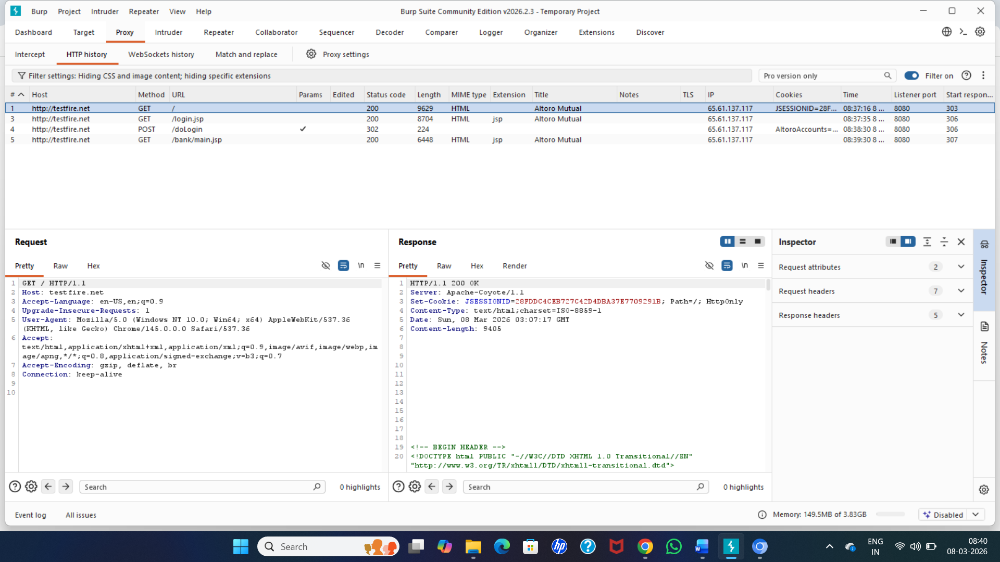 Burp Project Intruder Repeater View Help Burp Suite Community Edition v2026.2.3 - Temporary Project
Dashboard Target Proxy Intruder Repeater Collaborator Sequencer Decoder Comparer Logger Organizer Extensions Discover
Intercept HTTP history WebSockets history Match and replace Proxy settings
Filter settings: Hiding CSS and image content; hiding specific extensions Pro version only Filter on
# Host Method URL Params Edited Status code Length MIME type Extension Title Notes TLS IP Cookies Time Listener port Start respon...
1 http://testfire.net GET / 200 9629 HTML Altoro Mutual 65.61.137.117 JSESSIONID=28F... 08:37:16 8 ... 8080 303
3 http://testfire.net GET /login.jsp 200 8704 HTML jsp Altoro Mutual 65.61.137.117 08:37:35 8 ... 8080 306
4 http://testfire.net POST /doLogin ✓ 302 224 65.61.137.117 AltoroAccounts=... 08:38:30 8 ... 8080 306
5 http://testfire.net GET /bank/main.jsp 200 6448 HTML jsp Altoro Mutual 65.61.137.117 08:39:30 8 ... 8080 307
Request
Pretty Raw Hex \n
1 GET / HTTP/1.1
2 Host: testfire.net
3 Accept-Language: en-US,en;q=0.9
4 Upgrade-Insecure-Requests: 1
5 User-Agent: Mozilla/5.0 (Windows NT 10.0; Win64; x64) AppleWebKit/537.36
(KHTML, like Gecko) Chrome/145.0.0.0 Safari/537.36
6 Accept:
text/html,application/xhtml+xml,application/xml;q=0.9,image/avif,image/webp,im
age/apng,*/*;q=0.8,application/signed-exchange;v=b3;q=0.7
7 Accept-Encoding: gzip, deflate, br
8 Connection: keep-alive
9
10
Search 0 highlights
Response
Pretty Raw Hex Render \n
1 HTTP/1.1 200 OK
2 Server: Apache-Coyote/1.1
3 Set-Cookie: JSESSIONID=28FDDC4CEB727C42D4DBA37E7709291B; Path=/; HttpOnly
4 Content-Type: text/html;charset=ISO-8859-1
5 Date: Sun, 08 Mar 2026 03:07:17 GMT
6 Content-Length: 9405
7
8
9
10
11
12
13
14
15
16
17
18
19 <!-- BEGIN HEADER -->
20 <!DOCTYPE html PUBLIC "-//W3C//DTD XHTML 1.0 Transitional//EN"
"http://www.w3.org/TR/xhtml1/DTD/xhtml1-transitional.dtd">
Search 0 highlights
Inspector
Request attributes 2
Request headers 7
Response headers 5
Inspector
Notes
Event log All issues Memory: 149.5MB of 3.83GB Disabled
Search
hp
W
ENG
IN
08:40
08-03-2026